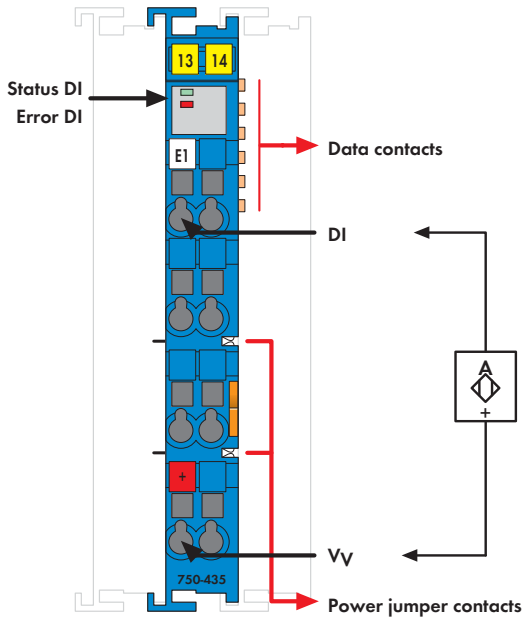 13 14
Status DI
Error DI
E1
Data contacts
DI
A
+
+
VV
750-435
Power jumper contacts